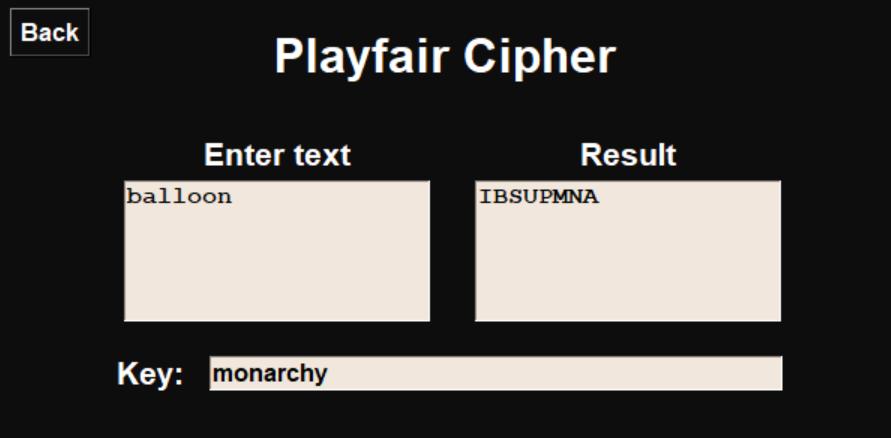 Back
Playfair Cipher
Enter text
Result
balloon
IBSUPMNA
Key:
monarchy